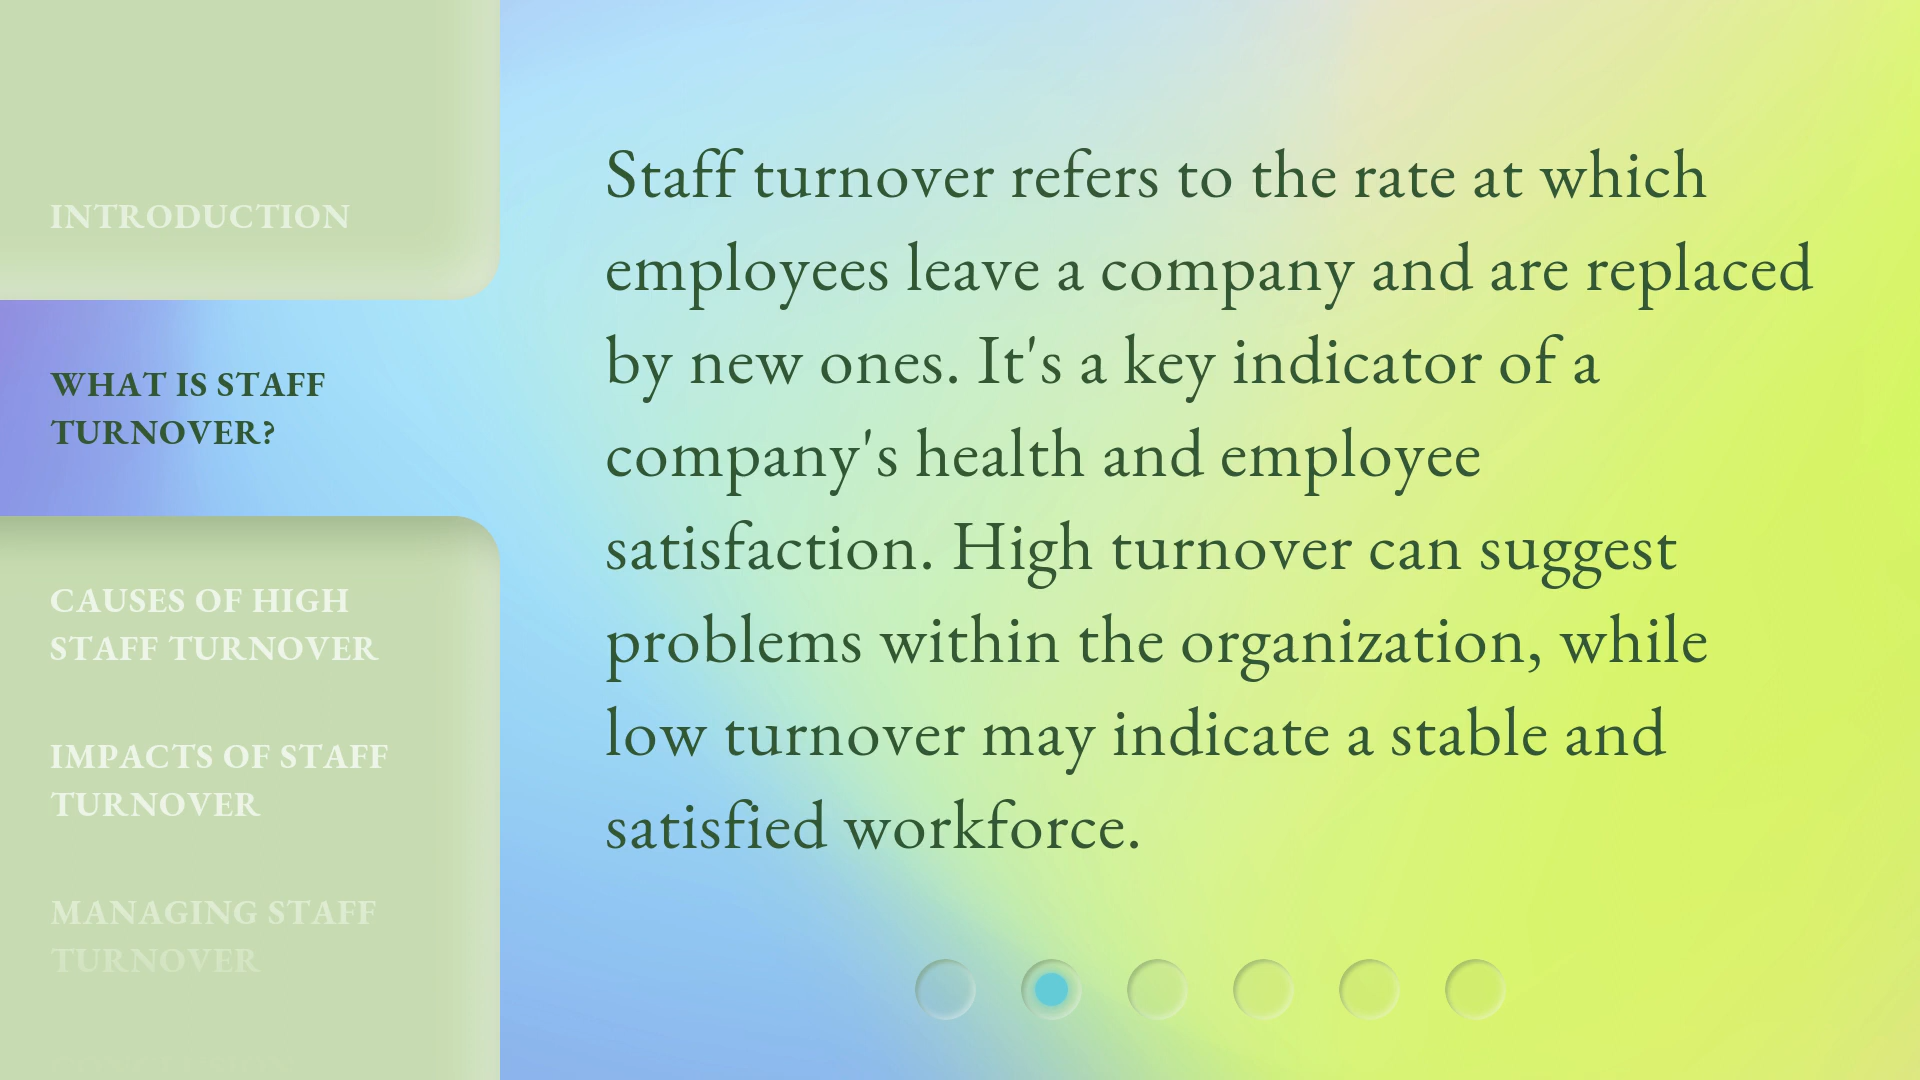 INTRODUCTION
WHAT IS STAFF
TURNOVER?
CAUSES OF HIGH
STAFF TURNOVER
IMPACTS OF STAFF
TURNOVER
MANAGING STAFF
TURNOVER
CONCLUSION
Staff turnover refers to the rate at which
employees leave a company and are replaced
by new ones. It's a key indicator of a
company's health and employee
satisfaction. High turnover can suggest
problems within the organization, while
low turnover may indicate a stable and
satisfied workforce.